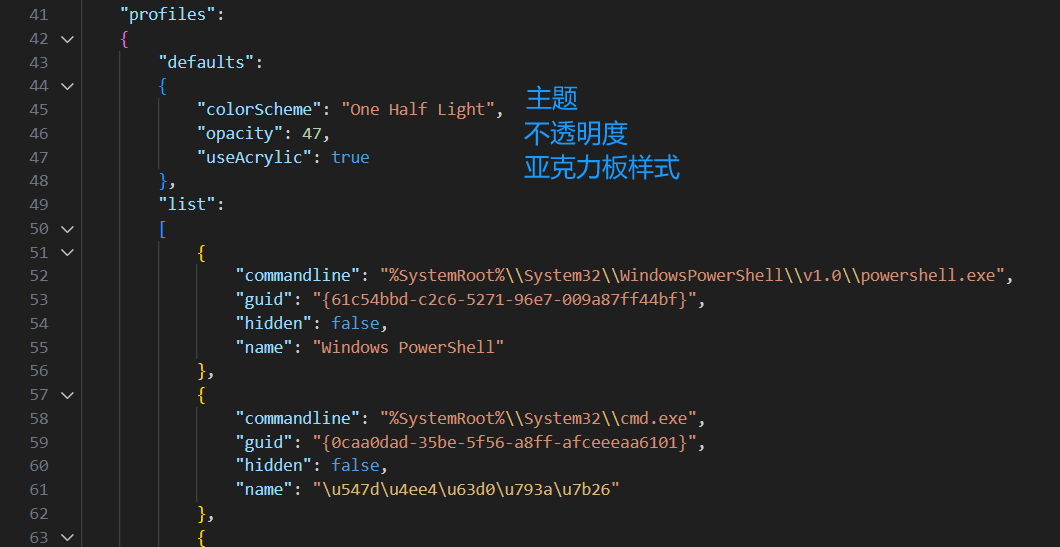 41 "profiles":
42 {
43 "defaults":
44 {
45 "colorScheme": "One Half Light", 主题
46 "opacity": 47, 不透明度
47 "useAcrylic": true 亚克力板样式
48 },
49 "list":
50 [
51 {
52 "commandline": "%SystemRoot%\\System32\\WindowsPowerShell\\v1.0\\powershell.exe",
53 "guid": "{61c54bbd-c2c6-5271-96e7-009a87ff44bf}",
54 "hidden": false,
55 "name": "Windows PowerShell"
56 },
57 {
58 "commandline": "%SystemRoot%\\System32\\cmd.exe",
59 "guid": "{0caa0dad-35be-5f56-a8ff-afceeeaa6101}",
60 "hidden": false,
61 "name": "\u547d\u4ee4\u63d0\u793a\u7b26"
62 },
63 {